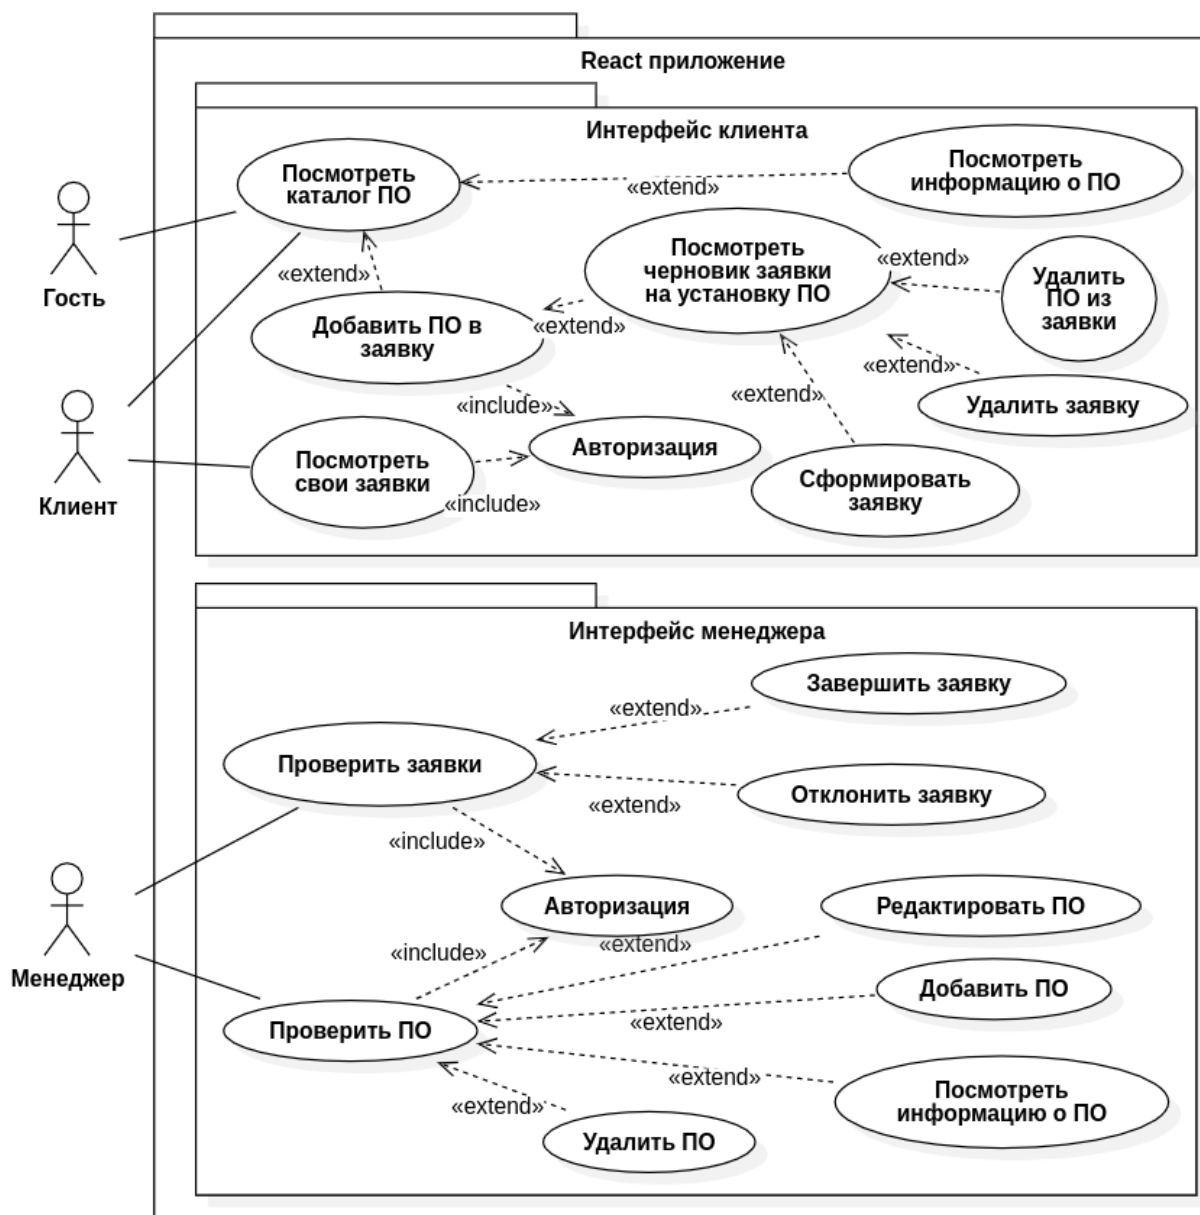 React приложение
Интерфейс клиента
Посмотреть
каталог ПО
«extend»
Посмотреть
информацию о ПО
Гость
«extend»
Посмотреть
черновик заявки
на установку ПО
«extend»
Удалить
ПО из
заявки
Добавить ПО в
заявку
«extend»
«extend»
Удалить заявку
«include»
«extend»
Клиент
Посмотреть
свои заявки
«include»
Авторизация
Сформировать
заявку
Интерфейс менеджера
Завершить заявку
«extend»
Проверить заявки
«extend»
Отклонить заявку
«include»
Менеджер
Авторизация
Редактировать ПО
«include»
«extend»
Добавить ПО
Проверить ПО
«extend»
«extend»
Посмотреть
информацию о ПО
«extend»
Удалить ПО